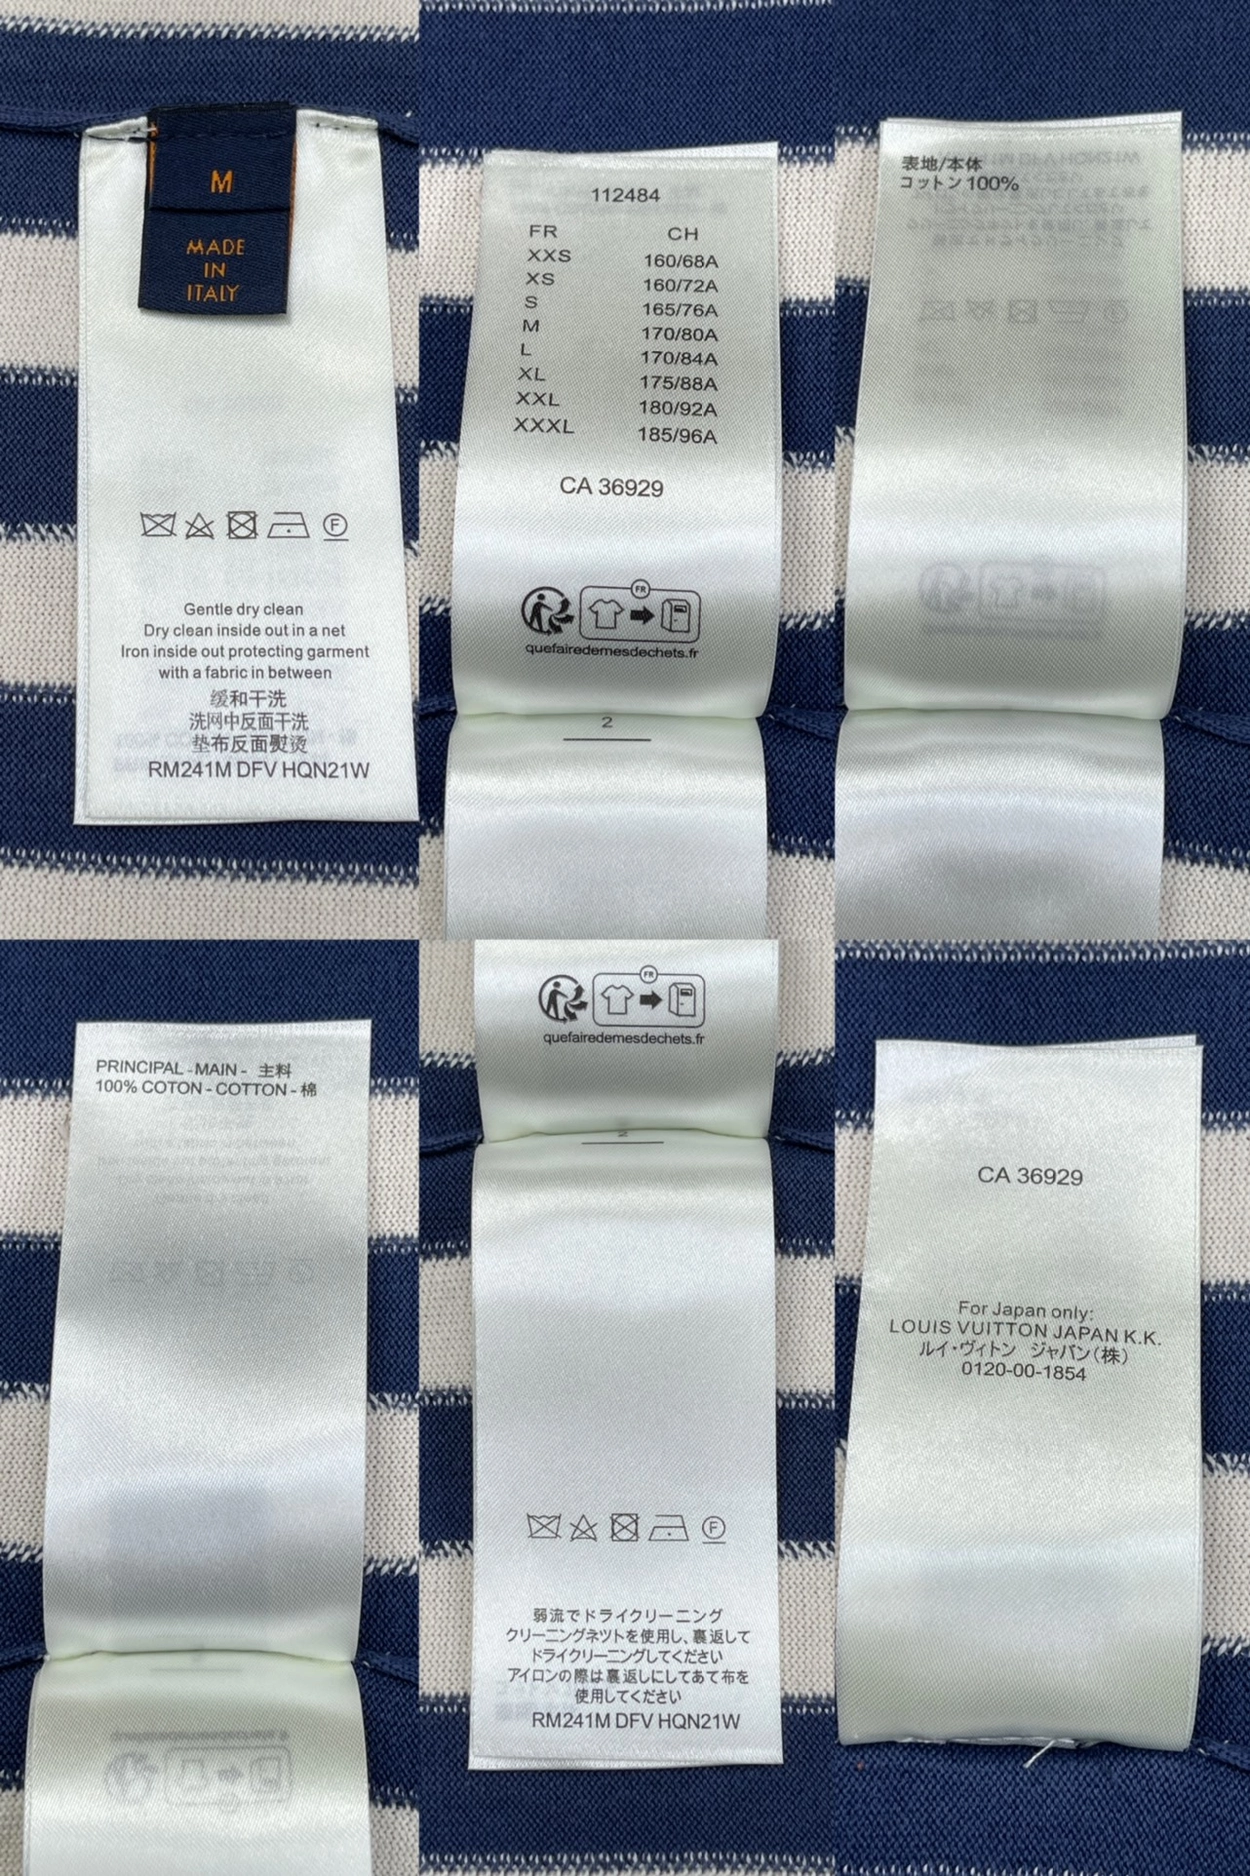 M
MADE
IN
ITALY
Gentle dry clean
Dry clean inside out in a net
Iron inside out protecting garment
with a fabric in between
缓和干洗
洗网中反面干洗
垫布反面熨烫
RM241M DFV HQN21W
112484
FR CH
XXS 160/68A
XS 160/72A
S 165/76A
M 170/80A
L 170/84A
XL 175/88A
XXL 180/92A
XXXL 185/96A
CA 36929
FR
quefairedemesdechets.fr
2
表地/本体
コットン100%
PRINCIPAL - MAIN - 主料
100% COTON - COTTON - 棉
FR
quefairedemesdechets.fr
2
F
弱流でドライクリーニング
クリーニングネツトを使用し、裏返して
ドライクリーニングしてください
アイロンの際は裏返しにしてあて布を
使用してください
RM241M DFV HQN21W
CA 36929
For Japan only:
LOUIS VUITTON JAPAN K.K.
ルイ・ヴィトン ジャパン(株)
0120-00-1854